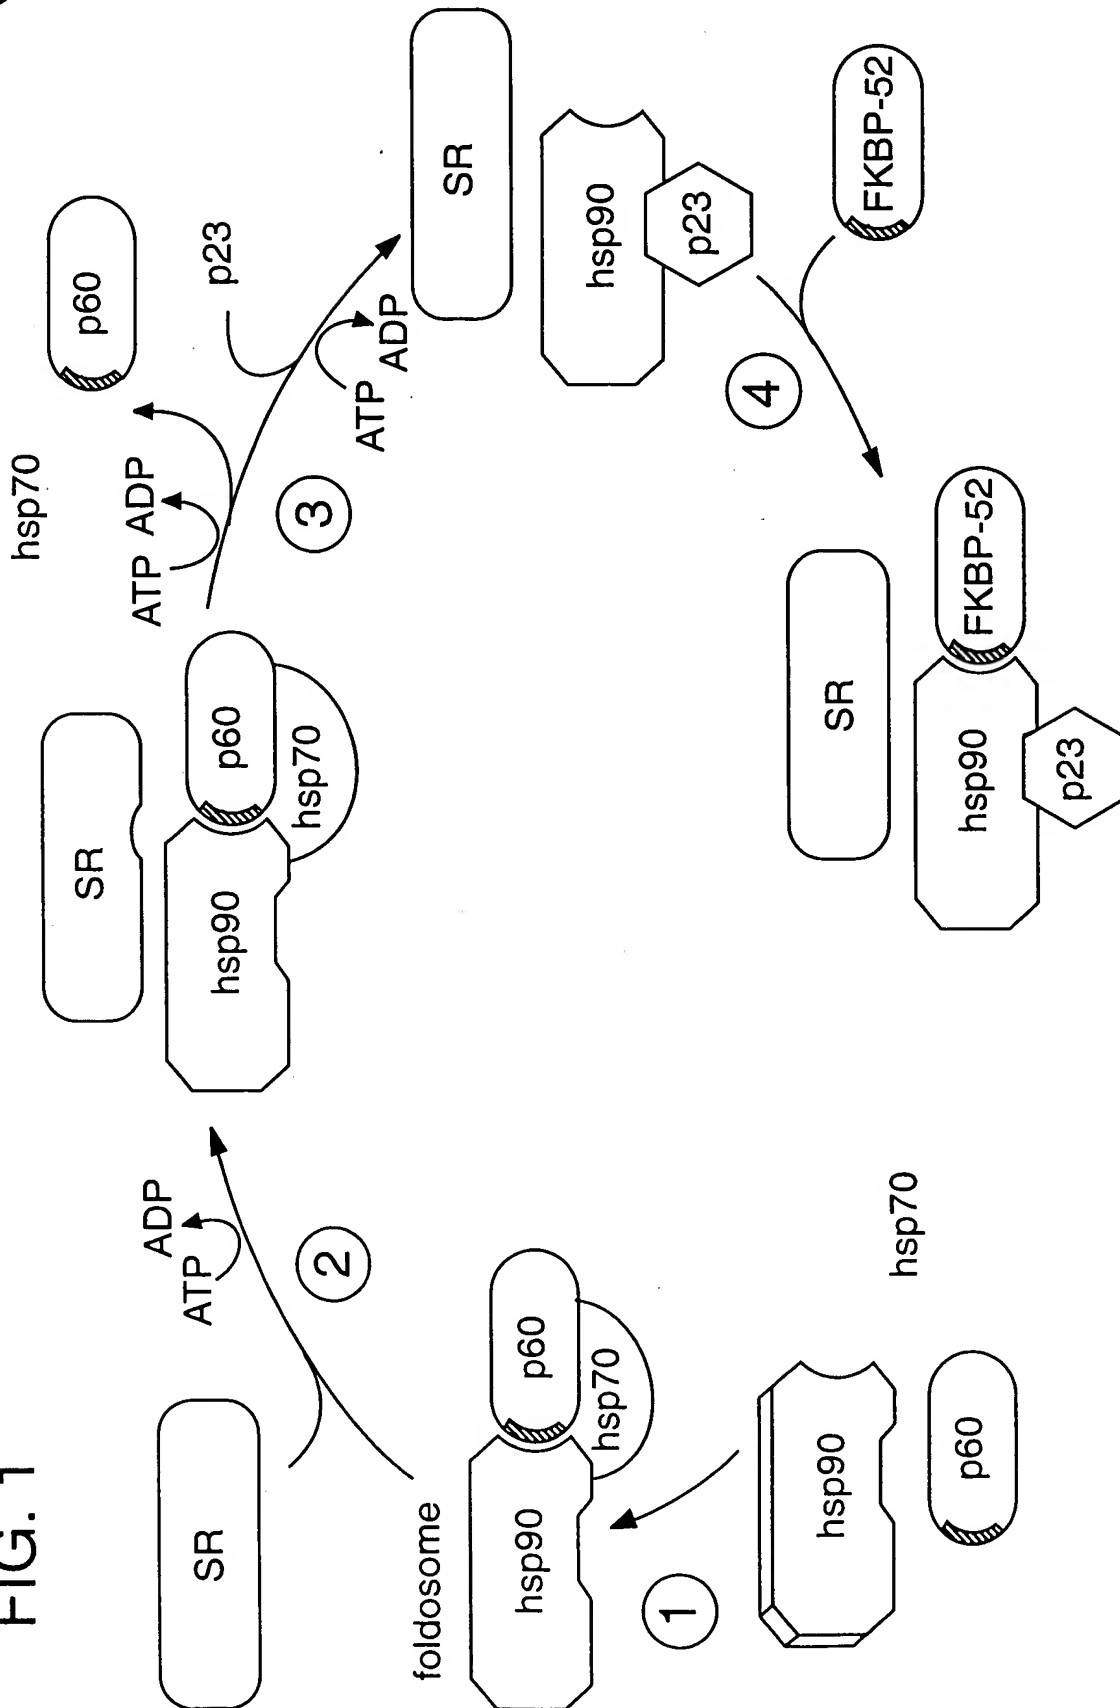 FIG. 1
hsp90
p60
hsp70
1
foldosome
hsp90
p60
hsp70
SR
2
ATP
ADP
SR
hsp90
p60
hsp70
3
ATP ADP
hsp70
p60
p23
ATP
ADP
SR
hsp90
p23
4
FKBP-52
SR
hsp90
FKBP-52
p23